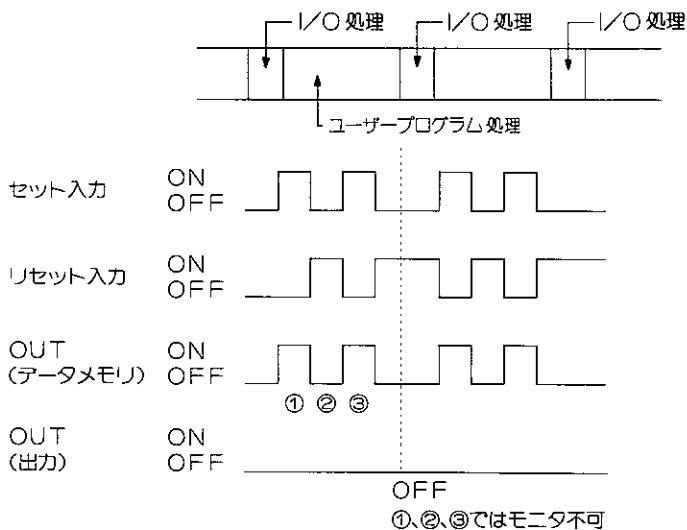 I/O 処理
I/O 処理
I/O 処理
ユーザープログラム処理
セット入力
ON
OFF
リセット入力
ON
OFF
OUT
(データメモリ)
ON
OFF
① ② ③
OUT
(出力)
ON
OFF
OFF
①、②、③ではモニタ不可